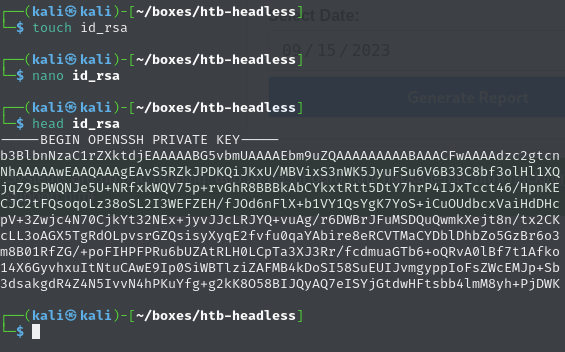 Select Date:
┌──(kali㉿kali)-[~/boxes/htb-headless]
└─$ touch id_rsa
09 / 15 / 2023
┌──(kali㉿kali)-[~/boxes/htb-headless]
└─$ nano id_rsa
Generate Report
┌──(kali㉿kali)-[~/boxes/htb-headless]
└─$ head id_rsa
-----BEGIN OPENSSH PRIVATE KEY-----
b3BlbnNzaC1rZXktdjEAAAAABG5vbmUAAAAEbm9uZQAAAAAAAAABAAACFwAAAAdzc2gtcn
NhAAAAAwEAAQAAAgEAvS5RZkJPDKQiJKxU/MBVixS3nWK5JyuFSu6V6B33C8bf3olHl1XQ
jqZ9sPWQNJe5U+NRfxkWQV75p+rvGhR8BBBkAbCYkxtRtt5DtY7hrP4IJxTcct46/HpnKE
CJC2tFQsoqoLz38oSL2I3WEFZEH/fJOd6nFlX+b1VY1QsYgK7YoS+iCuOUdbcxVaiHdDHc
pV+3Zwjc4N70CjkYt32NEx+jyvJJcLRJYQ+vuAg/r6DWBrJFuMSDQuQwmkXejt8n/tx2CK
cLL3oAGX5TgRdOLpvsrGZQsisyXyqE2fvfu0qaYAbire8eRCVTMaCYDblDhbZo5GzBr6o3
m8B01RfZG/+poFIHPFPRu6bUZAtRLH0LCpTa3XJ3Rr/fcdmuaGTb6+oQRvA0lBf7t1Afko
14X6GyvhxuItNtuCAwE9Ip0SiWBTlziZAFMB4kDoSI58SuEUIJvmgyppIoFsZWcEMJp+Sb
3dsakgdR4Z4N5IvvN4hPKuYfg+g2kK8O58BIJQyAQ7eISYjGtdwHFtsbb4lmM8yh+PjDWK
┌──(kali㉿kali)-[~/boxes/htb-headless]
└─$